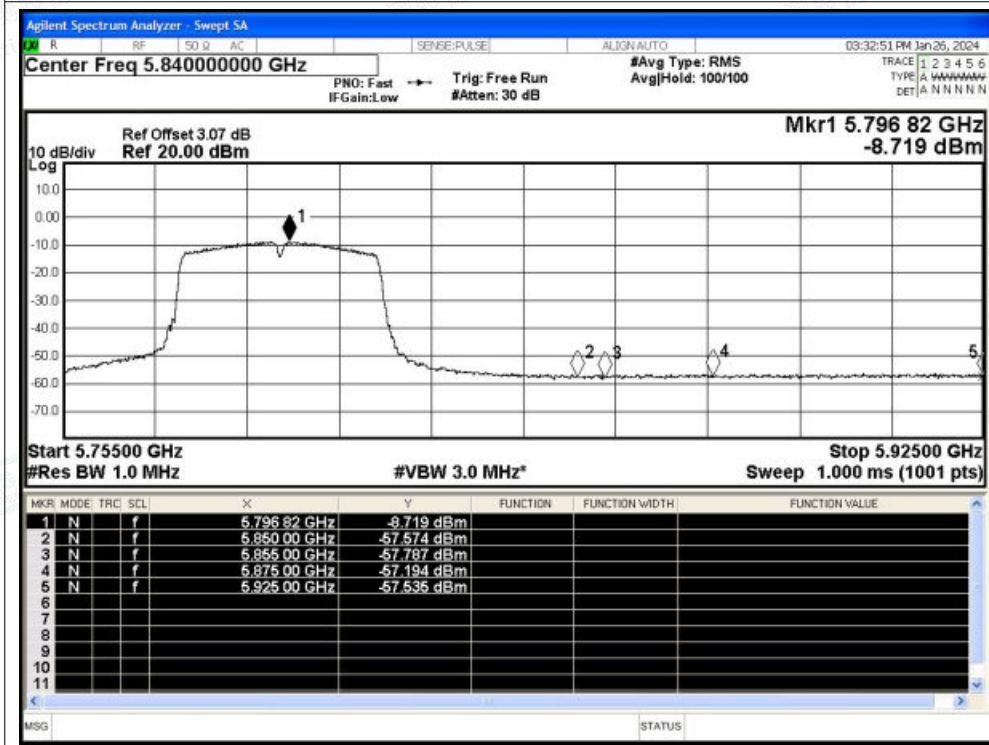 Agilent Spectrum Analyzer - Swept SA
R RF 50 Ω AC SENSE:PULSE ALIGN AUTO 03:32:51 PM Jan 26, 2024
Center Freq 5.840000000 GHz
PNO: Fast
IFGain:Low
Trig: Free Run
#Atten: 30 dB
#Avg Type: RMS
Avg|Hold: 100/100
TRACE 1 2 3 4 5 6
TYPE A WWWWW
DET A N N N N N
Mkr1 5.796 82 GHz
-8.719 dBm
Ref Offset 3.07 dB
10 dB/div Ref 20.00 dBm
Log
10.0
0.00
-10.0
-20.0
-30.0
-40.0
-50.0
-60.0
-70.0
1
2 3 4 5
Start 5.75500 GHz Stop 5.92500 GHz
#Res BW 1.0 MHz #VBW 3.0 MHz* Sweep 1.000 ms (1001 pts)
MKR MODE TRC SCL X Y FUNCTION FUNCTION WIDTH FUNCTION VALUE
1 N f 5.796 82 GHz -8.719 dBm
2 N f 5.850 00 GHz -57.574 dBm
3 N f 5.855 00 GHz -57.787 dBm
4 N f 5.875 00 GHz -57.194 dBm
5 N f 5.925 00 GHz -57.535 dBm
6
7
8
9
10
11
MSG STATUS